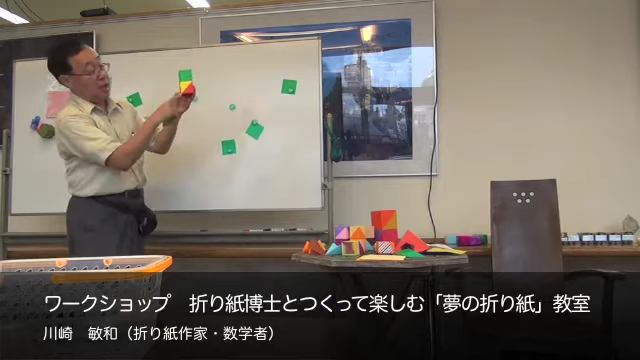 ワークショップ　折り紙博士とつくって楽しむ「夢の折り紙」教室
川崎　敏和（折り紙作家・数学者）